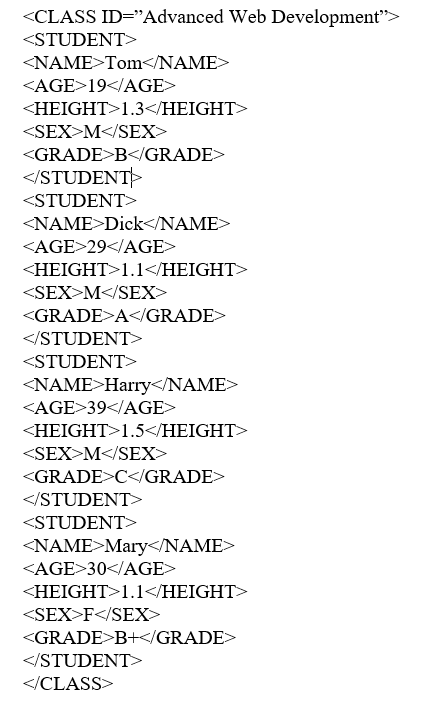 <CLASS ID=”Advanced Web Development”>
<STUDENT>
<NAME>Tom</NAME>
<AGE>19</AGE>
<HEIGHT>1.3</HEIGHT>
<SEX>M</SEX>
<GRADE>B</GRADE>
</STUDENT>
<STUDENT>
<NAME>Dick</NAME>
<AGE>29</AGE>
<HEIGHT>1.1</HEIGHT>
<SEX>M</SEX>
<GRADE>A</GRADE>
</STUDENT>
<STUDENT>
<NAME>Harry</NAME>
<AGE>39</AGE>
<HEIGHT>1.5</HEIGHT>
<SEX>M</SEX>
<GRADE>C</GRADE>
</STUDENT>
<STUDENT>
<NAME>Mary</NAME>
<AGE>30</AGE>
<HEIGHT>1.1</HEIGHT>
<SEX>F</SEX>
<GRADE>B+</GRADE>
</STUDENT>
</CLASS>